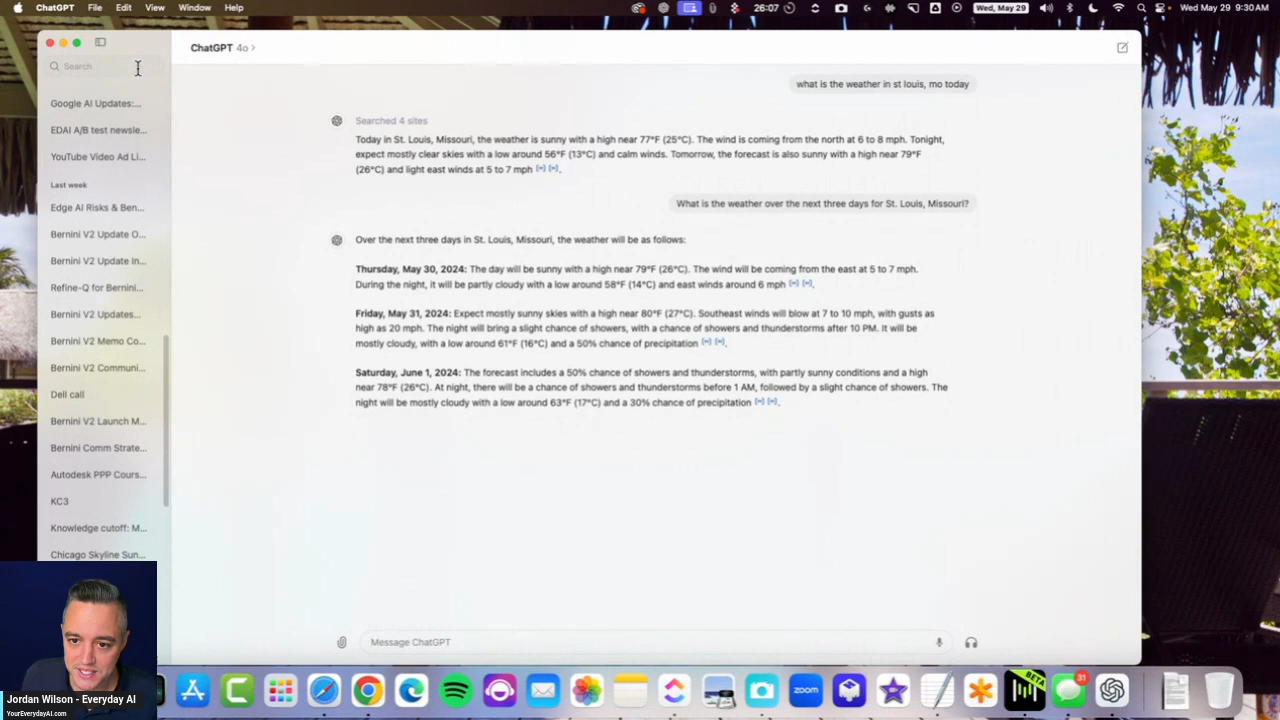 ChatGPT File Edit View Window Help
26:07
Wed, May 29
Wed May 29 9:30 AM
Search
Google AI Updates:...
EDAI A/B test newsle...
YouTube Video Ad Li...
Last week
Edge AI Risks & Ben...
Bernini V2 Update O...
Bernini V2 Update In...
Refine-Q for Bernini...
Bernini V2 Updates...
Bernini V2 Memo Co...
Bernini V2 Communi...
Dell call
Bernini V2 Launch M...
Bernini Comm Strate...
Autodesk PPP Cours...
KC3
Knowledge cutoff: M...
Chicago Skyline Sun...
ChatGPT 4o >
what is the weather in st louis, mo today
Searched 4 sites
Today in St. Louis, Missouri, the weather is sunny with a high near 77°F (25°C). The wind is coming from the north at 6 to 8 mph. Tonight,
expect mostly clear skies with a low around 56°F (13°C) and calm winds. Tomorrow, the forecast is also sunny with a high near 79°F
(26°C) and light east winds at 5 to 7 mph ["] ["].
What is the weather over the next three days for St. Louis, Missouri?
Over the next three days in St. Louis, Missouri, the weather will be as follows:
Thursday, May 30, 2024: The day will be sunny with a high near 79°F (26°C). The wind will be coming from the east at 5 to 7 mph.
During the night, it will be partly cloudy with a low around 58°F (14°C) and east winds around 6 mph ["] ["].
Friday, May 31, 2024: Expect mostly sunny skies with a high near 80°F (27°C). Southeast winds will blow at 7 to 10 mph, with gusts as
high as 20 mph. The night will bring a slight chance of showers, with a chance of showers and thunderstorms after 10 PM. It will be
mostly cloudy, with a low around 61°F (16°C) and a 50% chance of precipitation ["] ["].
Saturday, June 1, 2024: The forecast includes a 50% chance of showers and thunderstorms, with partly sunny conditions and a high
near 78°F (26°C). At night, there will be a chance of showers and thunderstorms before 1 AM, followed by a slight chance of showers. The
night will be mostly cloudy with a low around 63°F (17°C) and a 30% chance of precipitation ["] ["].
Message ChatGPT
zoom
BETA
31
Jordan Wilson - Everyday AI
YourEverydayAI.com